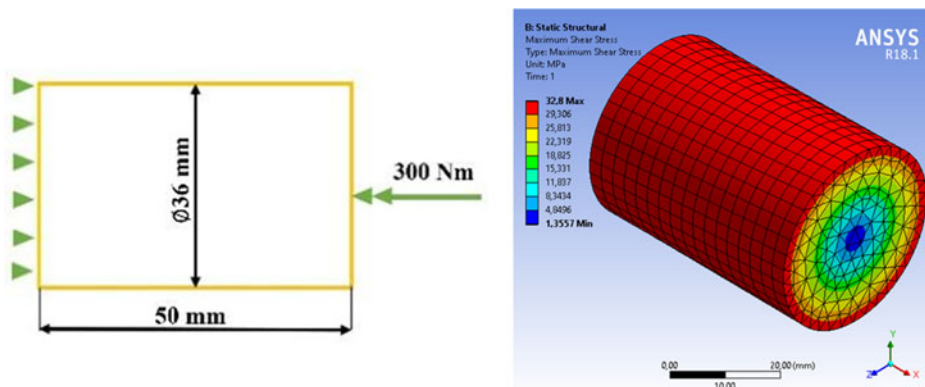 Ø36 mm
300 Nm
50 mm
B: Static Structural
Maximum Shear Stress
Type: Maximum Shear Stress
Unit: MPa
Time: 1
32,8 Max
29,306
25,813
22,319
18,825
15,331
11,837
8,3434
4,8496
1,3557 Min
ANSYS
R18.1
0,00
20,00 (mm)
10,00
Y
Z
X